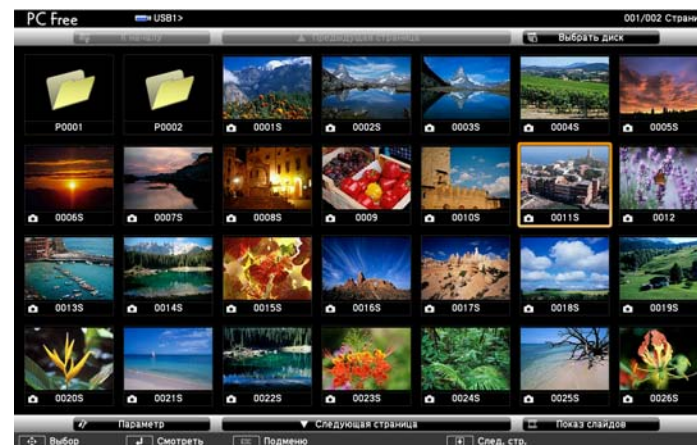 PC Free USB1> 001/002 Страни
К началу ▲ Предыдущая страница Выбрать диск
P0001 P0002 0001S 0002S 0003S 0004S 0005S
0006S 0007S 0008S 0009 0010S 0011S 0012
0013S 0014S 0015S 0016S 0017S 0018S 0019S
0020S 0021S 0022S 0023S 0024S 0025S 0026S
Параметр ▼ Следующая страница Показ слайдов
Выбор Смотреть ESC Подменю След. стр.